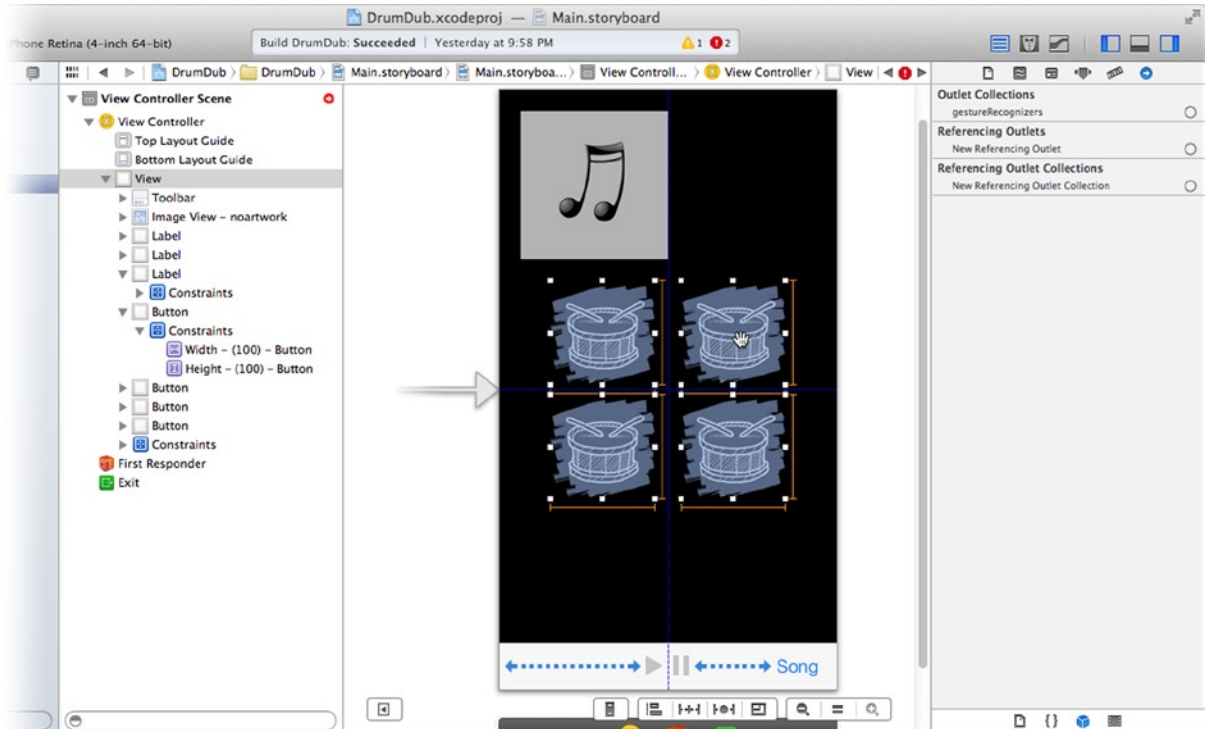 DrumDub.xcodeproj — Main.storyboard
Phone Retina (4-inch 64-bit)
Build DrumDub: Succeeded | Yesterday at 9:58 PM
1 2
DrumDub DrumDub Main.storyboard Main.storyboa... View Controll... View Controller View
View Controller Scene
View Controller
Top Layout Guide
Bottom Layout Guide
View
Toolbar
Image View – noartwork
Label
Label
Label
Constraints
Button
Constraints
Width – (100) – Button
Height – (100) – Button
Button
Button
Button
Constraints
First Responder
Exit
Song
Outlet Collections
gestureRecognizers
Referencing Outlets
New Referencing Outlet
Referencing Outlet Collections
New Referencing Outlet Collection